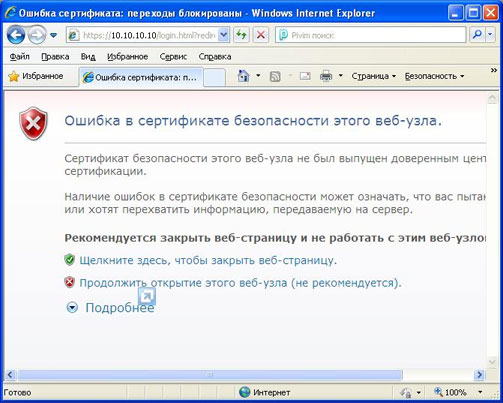 Ошибка сертификата: переходы блокированы - Windows Internet Explorer
https://10.10.10.10/login.html?redire
Pivim поиск:
Файл Правка Вид Избранное Сервис Справка
Избранное Ошибка сертификата: п... Страница Безопасность
Ошибка в сертификате безопасности этого веб-узла.
Сертификат безопасности этого веб-узла не был выпущен доверенным цент
сертификации.
Наличие ошибок в сертификате безопасности может означать, что вас пытак
или хотят перехватить информацию, передаваемую на сервер.
Рекомендуется закрыть веб-страницу и не работать с этим веб-узлом
Щелкните здесь, чтобы закрыть веб-страницу.
Продолжить открытие этого веб-узла (не рекомендуется).
Подробнее
Готово Интернет 100%